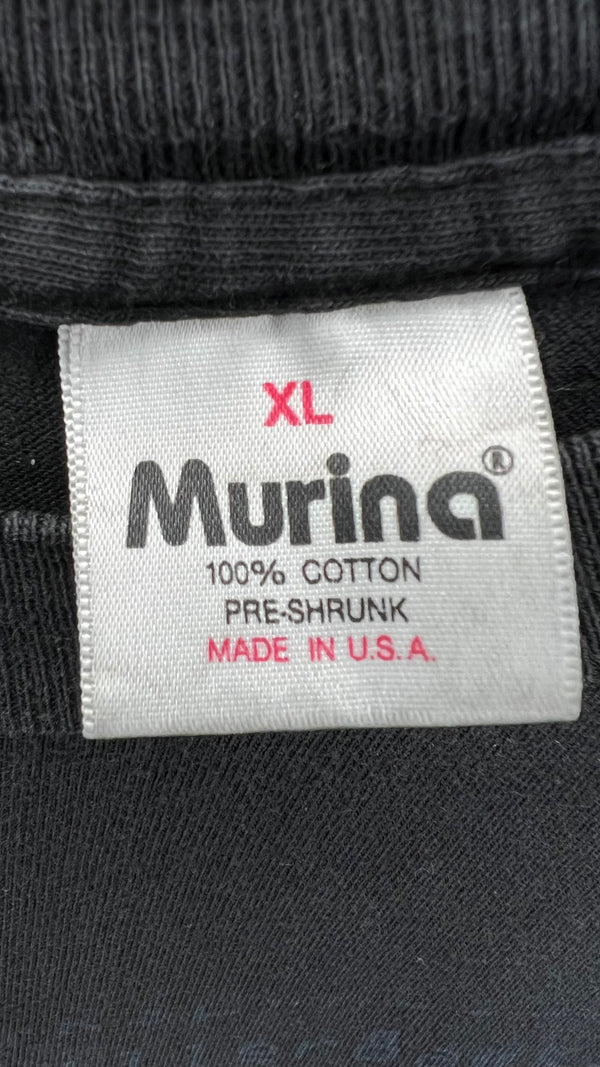 XL
Murina®
100% COTTON
PRE-SHRUNK
MADE IN U.S.A.